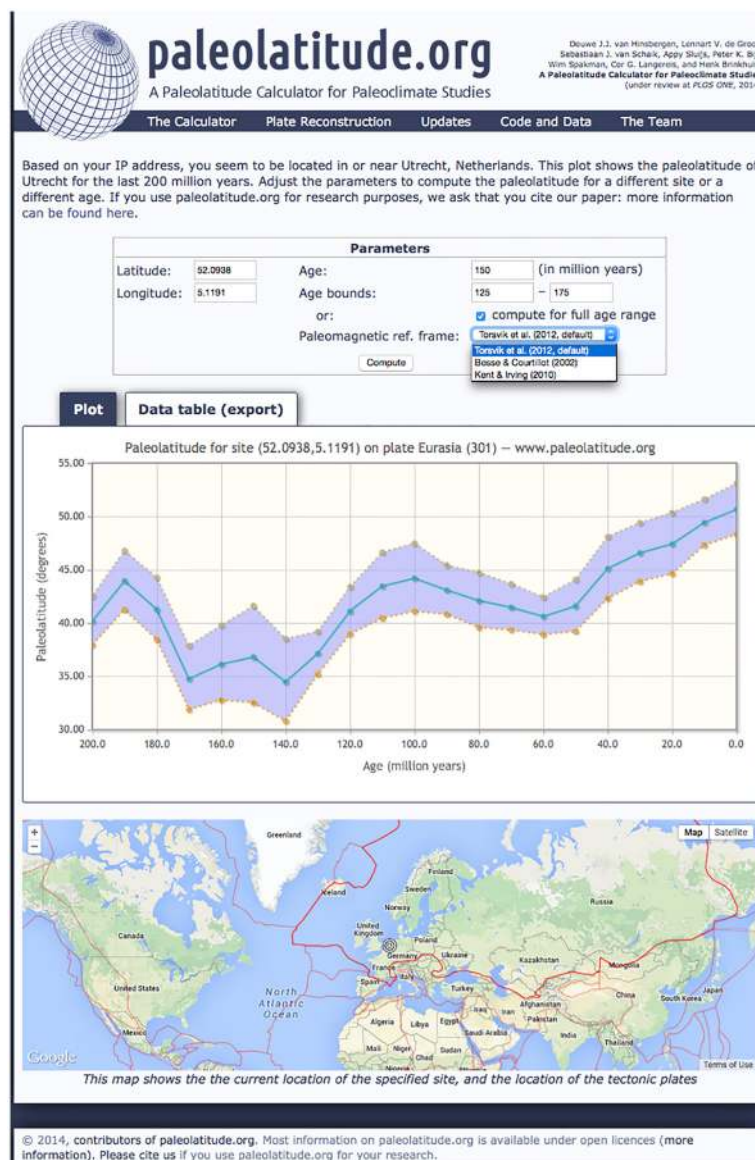 paleolatitude.org
A Paleolatitude Calculator for Paleoclimate Studies
Douwe J.J. van Hinsbergen, Lennart V. de Groo
Sebastiaan J. van Schaik, Appy Sluijs, Peter K. Bij
Wim Spakman, Cor G. Langereis, and Henk Brinkhui
A Paleolatitude Calculator for Paleoclimate Studies
(under review at PLOS ONE, 2014
The Calculator Plate Reconstruction Updates Code and Data The Team
Based on your IP address, you seem to be located in or near Utrecht, Netherlands. This plot shows the paleolatitude of
Utrecht for the last 200 million years. Adjust the parameters to compute the paleolatitude for a different site or a
different age. If you use paleolatitude.org for research purposes, we ask that you cite our paper: more information
can be found here.
Parameters
Latitude: 52.0938 Age: 150 (in million years)
Longitude: 5.1191 Age bounds: 125 – 175
or: compute for full age range
Paleomagnetic ref. frame: Torsvik et al. (2012, default)
Torsvik et al. (2012, default)
Besse & Courtillot (2002)
Kent & Irving (2010)
Compute
Plot Data table (export)
Paleolatitude for site (52.0938,5.1191) on plate Eurasia (301) — www.paleolatitude.org
55.00
50.00
45.00
40.00
35.00
30.00
Paleolatitude (degrees)
200.0 180.0 160.0 140.0 120.0 100.0 80.0 60.0 40.0 20.0 0.0
Age (million years)
+
−
Map Satellite
Greenland
Iceland
Finland
Sweden
Norway
Russia
Canada
United Kingdom
Poland
Germany
Ukraine
Kazakhstan
Mongolia
France
Italy
Spain
Turkey
United States
North Atlantic Ocean
Iraq
Iran
Afghanistan
Pakistan
China
South Korea
Japan
Algeria
Libya
Egypt
Saudi Arabia
India
Mexico
Mali
Niger
Chad
Sudan
Thailand
Google
Terms of Use
This map shows the the current location of the specified site, and the location of the tectonic plates
© 2014, contributors of paleolatitude.org. Most information on paleolatitude.org is available under open licences (more
information). Please cite us if you use paleolatitude.org for your research.